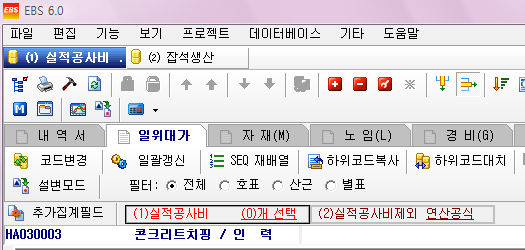 EBS EBS 6.0
파일 편집 기능 보기 프로젝트 데이터베이스 기타 도움말
(1) 실적공사비 . (2) 잡석생산
M
내 역 서 일위대가 자 재(M) 노 임(L) 경 비(G)
코드변경 일괄갱신 SEQ 재배열 하위코드복사 하위코드대치
설변모드 필터: 전체 호표 산근 별표
추가집계필드 (1)실적공사비 (0)개 선택 (2)실적공사비제외 연산공식
HA030003 콘크리트치핑 / 인 력